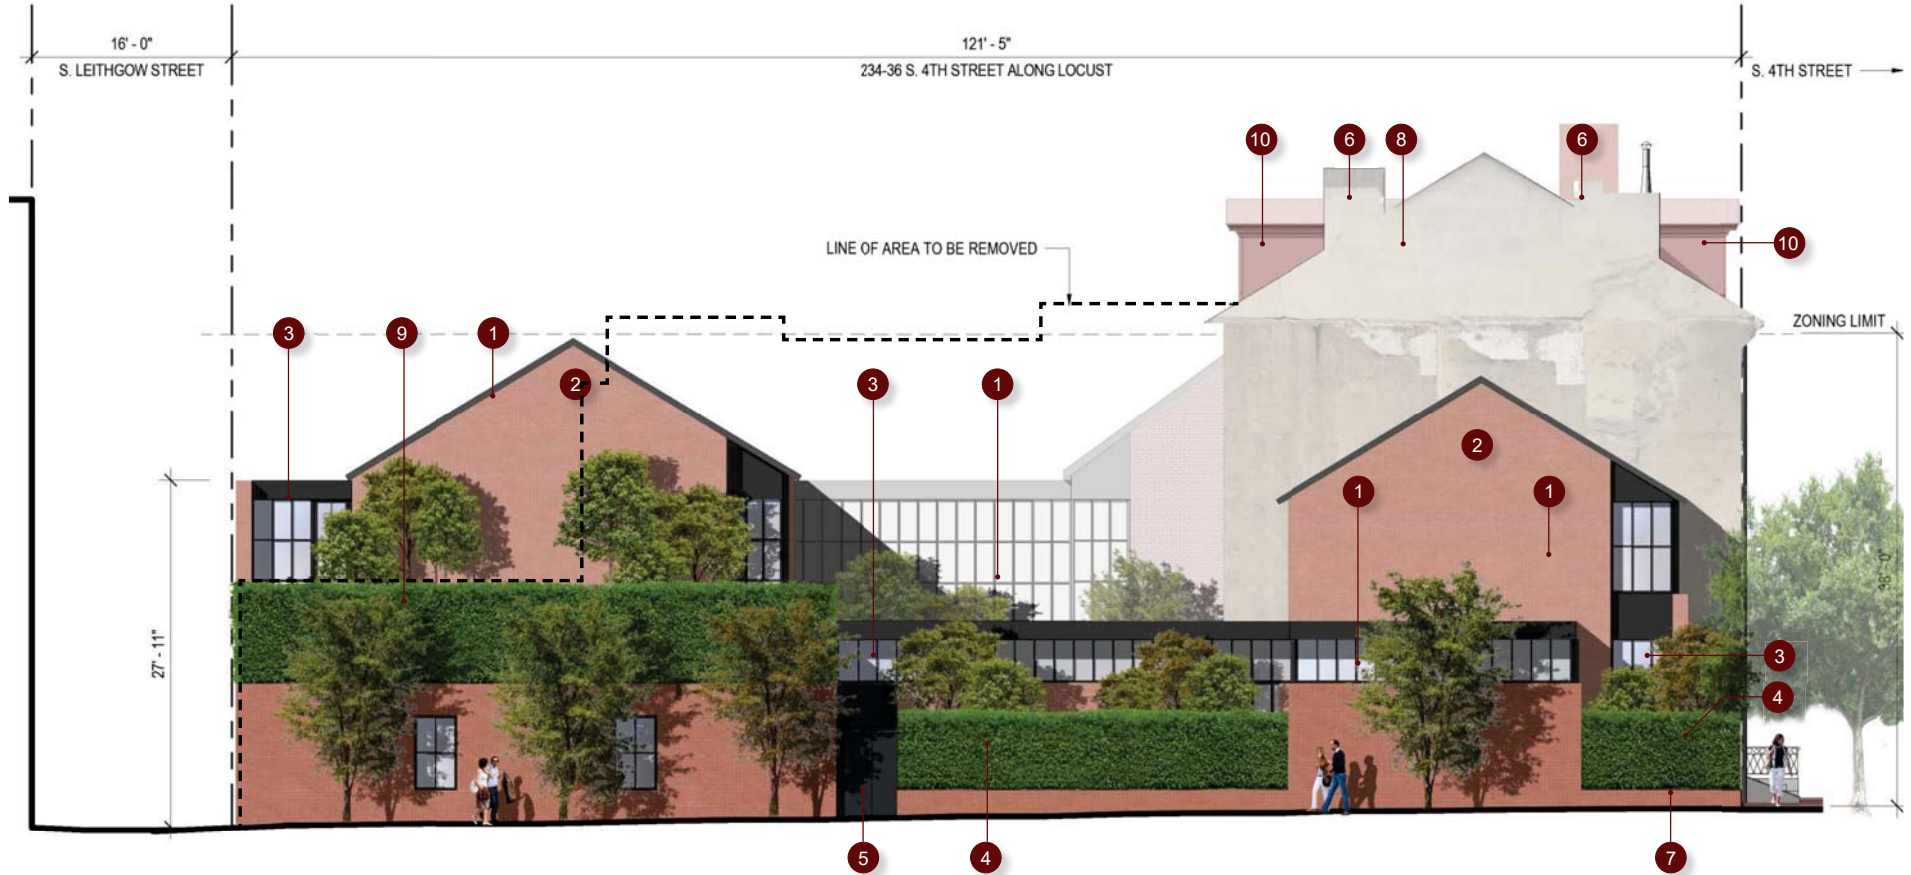 16' - 0"
121' - 5"
S. LEITHGOW STREET
234-36 S. 4TH STREET ALONG LOCUST
S. 4TH STREET
10
6
8
6
LINE OF AREA TO BE REMOVED
10
ZONING LIMIT
3
9
1
2
3
1
2
1
1
38' - 0"
27' - 11"
3
4
5
4
7